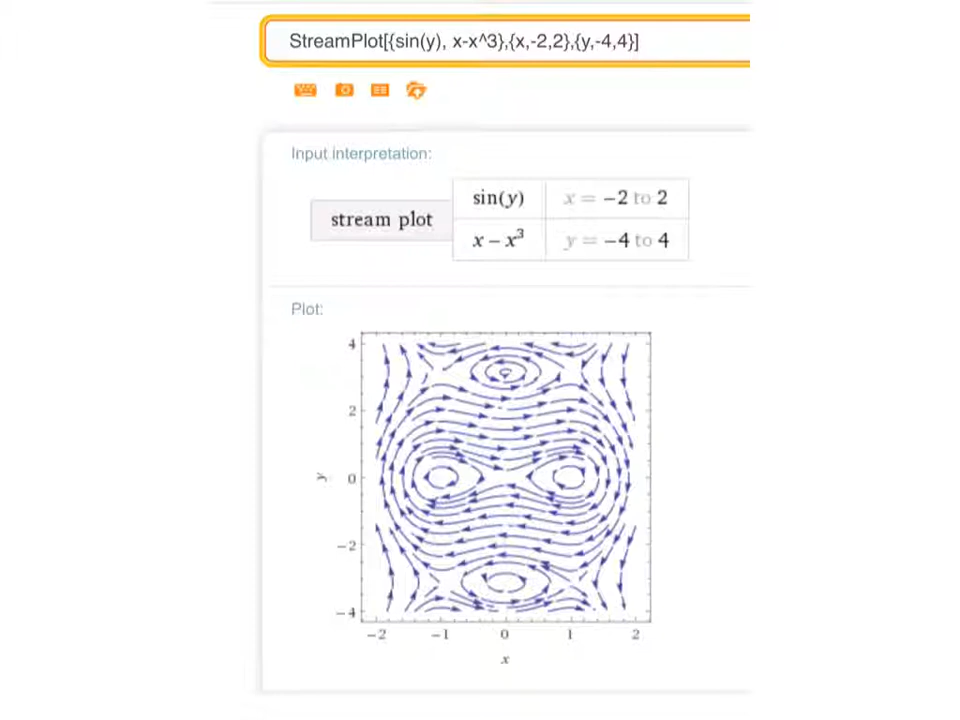 StreamPlot[{sin(y), x-x^3},{x,-2,2},{y,-4,4}]
Input interpretation:
stream plot
sin(y) x = −2 to 2
x − x³ y = −4 to 4
Plot:
4
2
y 0
−2
−4
−2 −1 0 1 2
x